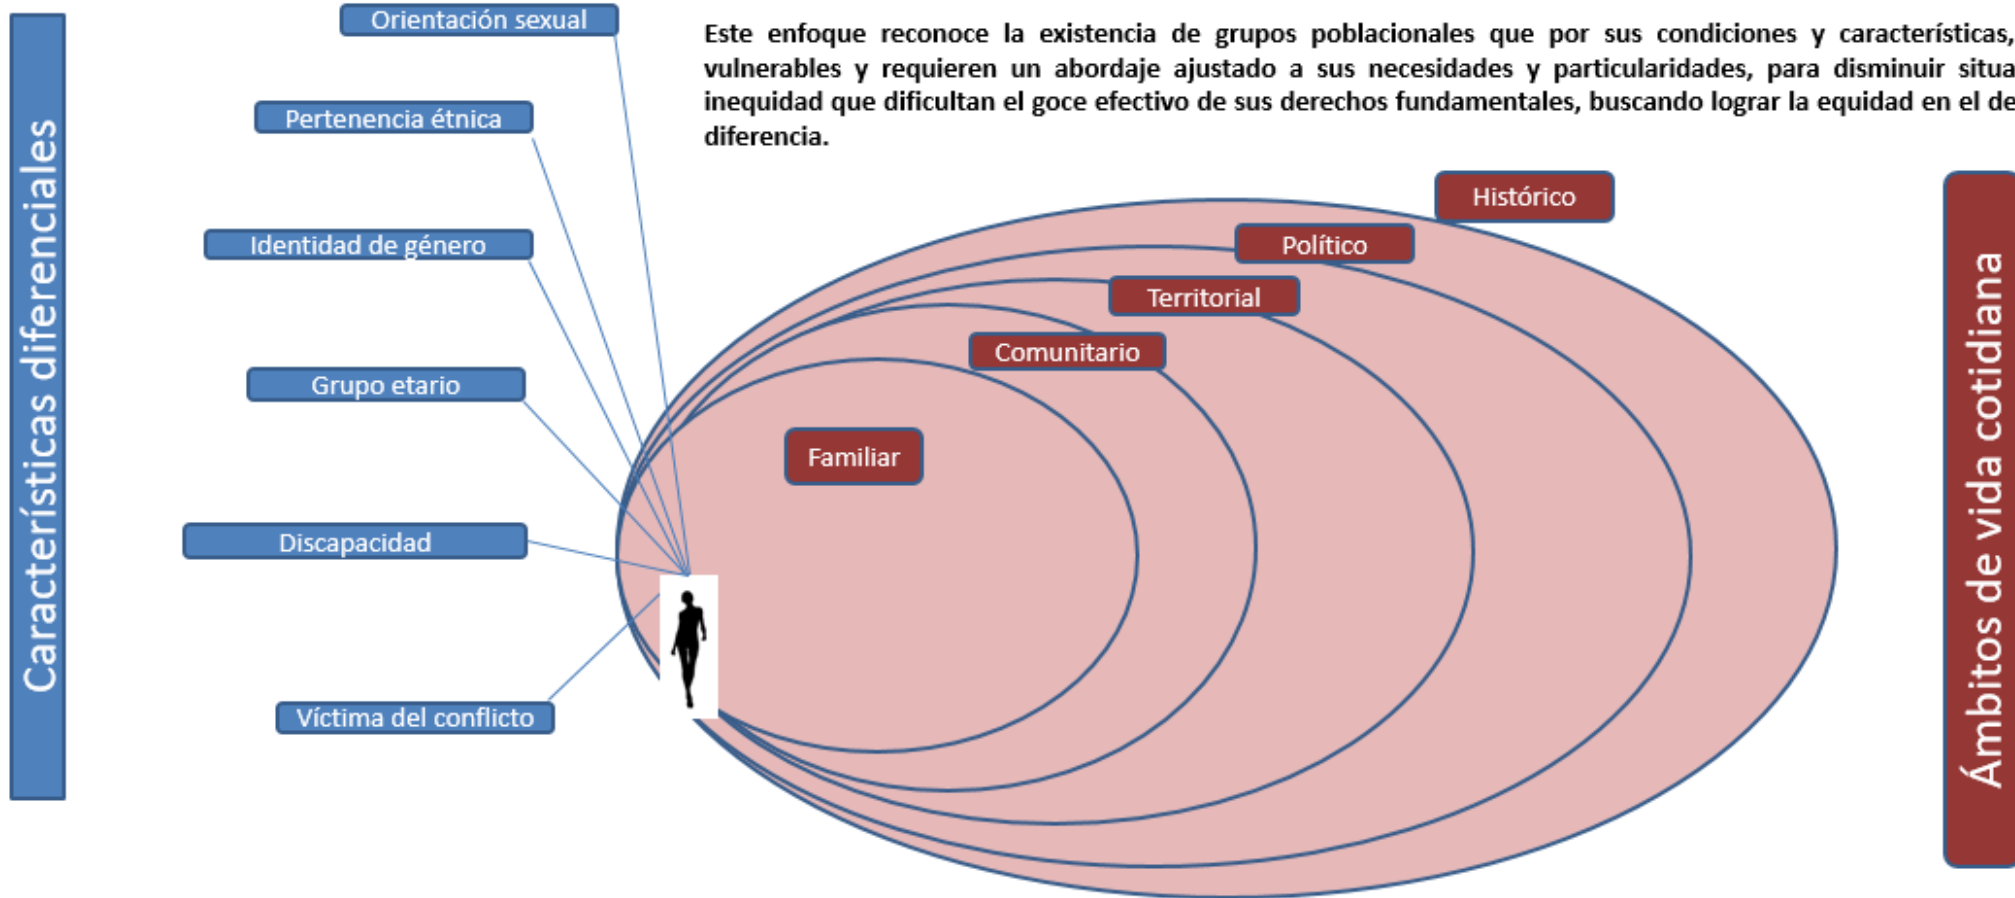 Características diferenciales
Orientación sexual
Pertenencia étnica
Identidad de género
Grupo etario
Discapacidad
Víctima del conflicto
Este enfoque reconoce la existencia de grupos poblacionales que por sus condiciones y características,
vulnerables y requieren un abordaje ajustado a sus necesidades y particularidades, para disminuir situa
inequidad que dificultan el goce efectivo de sus derechos fundamentales, buscando lograr la equidad en el de
diferencia.
Histórico
Político
Territorial
Comunitario
Familiar
Ámbitos de vida cotidiana